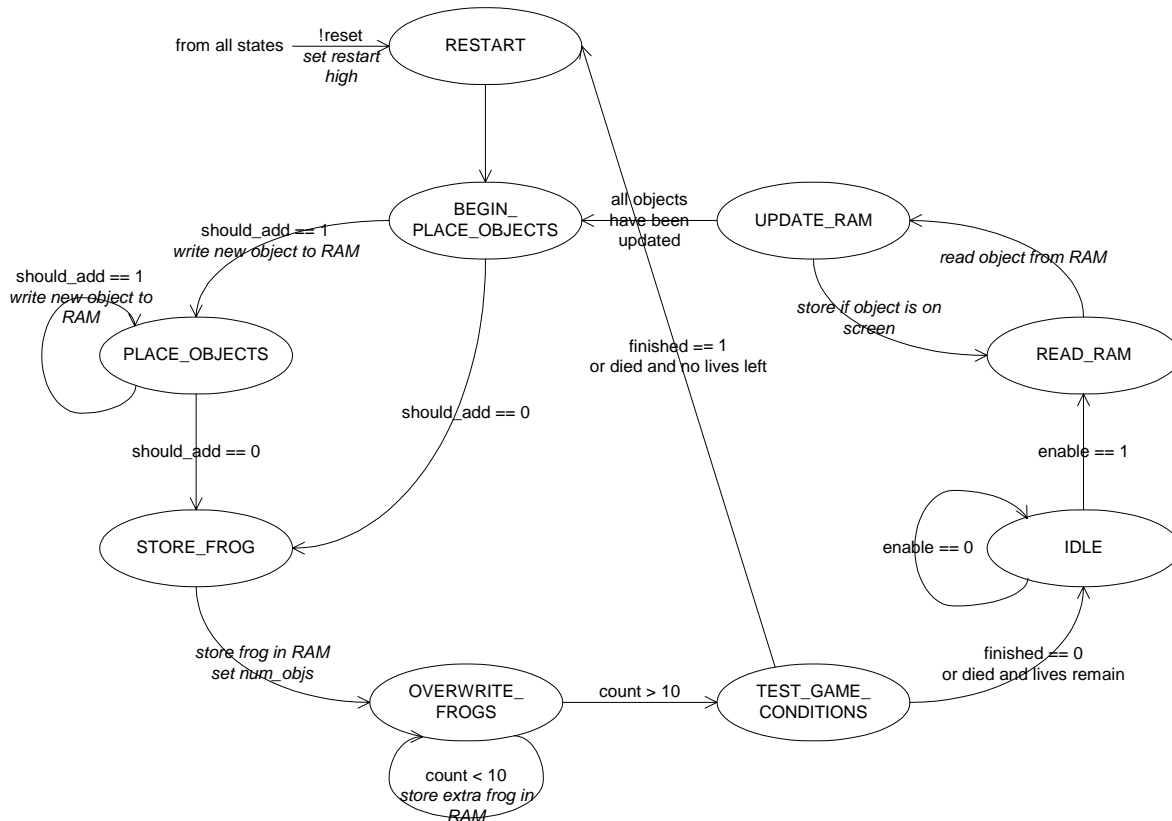 from all states
!reset
set restart
high
RESTART
BEGIN_
PLACE_OBJECTS
all objects
have been
updated
UPDATE_RAM
should_add == 1
write new object to RAM
read object from RAM
should_add == 1
write new object to
RAM
store if object is on
screen
PLACE_OBJECTS
finished == 1
or died and no lives left
READ_RAM
should_add == 0
should_add == 0
enable == 1
STORE_FROG
enable == 0
IDLE
store frog in RAM
set num_objs
finished == 0
or died and lives remain
OVERWRITE_
FROGS
count > 10
TEST_GAME_
CONDITIONS
count < 10
store extra frog in
RAM